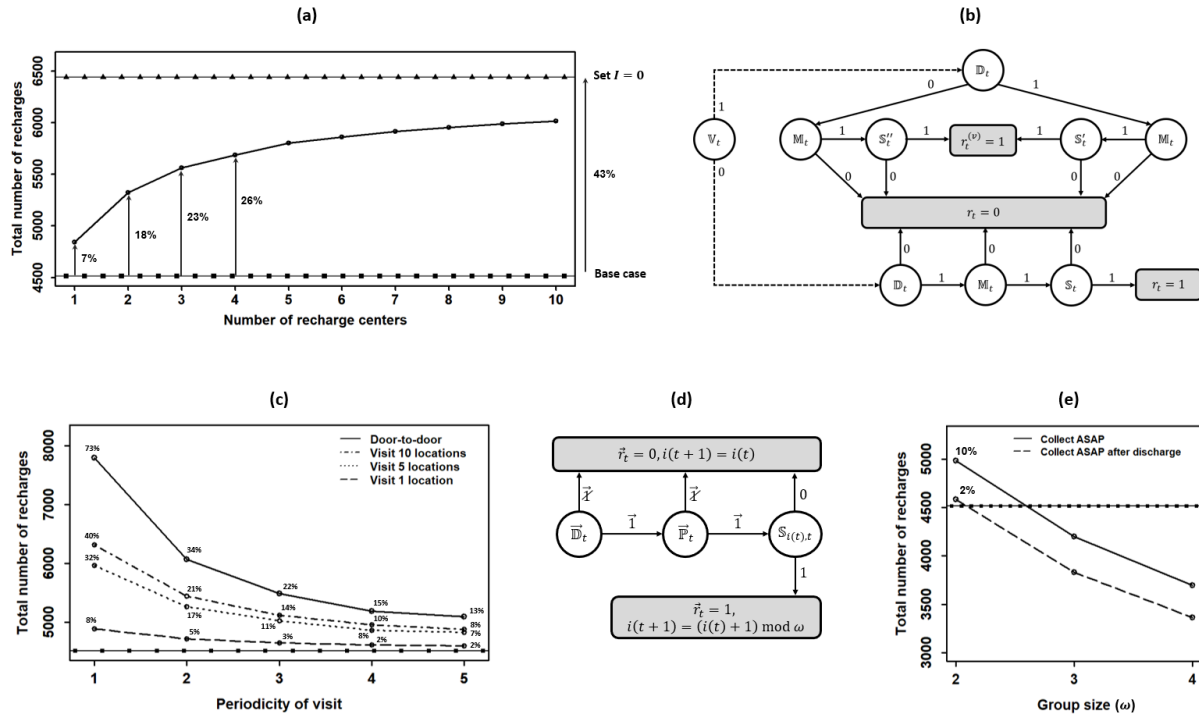 (a)
Total number of recharges
6500
6000
5500
5000
4500
7%
18%
23%
26%
Set 𝐼 = 0
43%
Base case
1 2 3 4 5 6 7 8 9 10
Number of recharge centers
(b)
𝔻ₜ
0 1
1
𝕍ₜ
0
𝕄ₜ 1 𝕊ₜ′′ 1 rₜ⁽ᵛ⁾ = 1 1 𝕊ₜ′ 1 𝕄ₜ
0 0 0 0
rₜ = 0
0 0 0
𝔻ₜ 1 𝕄ₜ 1 𝕊ₜ 1 rₜ = 1
(c)
Total number of recharges
8000
7000
6000
5000
Door-to-door
Visit 10 locations
Visit 5 locations
Visit 1 location
73% 34% 22% 15% 13%
40% 21% 14% 10% 8%
32% 17% 11% 8% 7%
8% 5% 3% 2% 2%
1 2 3 4 5
Periodicity of visit
(d)
r⃗ₜ = 0, i(t + 1) = i(t)
1̸⃗ 1̸⃗ 0
𝔻⃗ₜ 1⃗ ℙ⃗ₜ 1⃗ 𝕊ᵢ₍ₜ₎,ₜ
1
r⃗ₜ = 1,
i(t + 1) = (i(t) + 1) mod ω
(e)
Total number of recharges
5000
4500
4000
3500
3000
Collect ASAP
Collect ASAP after discharge
10%
2%
2 3 4
Group size (ω)